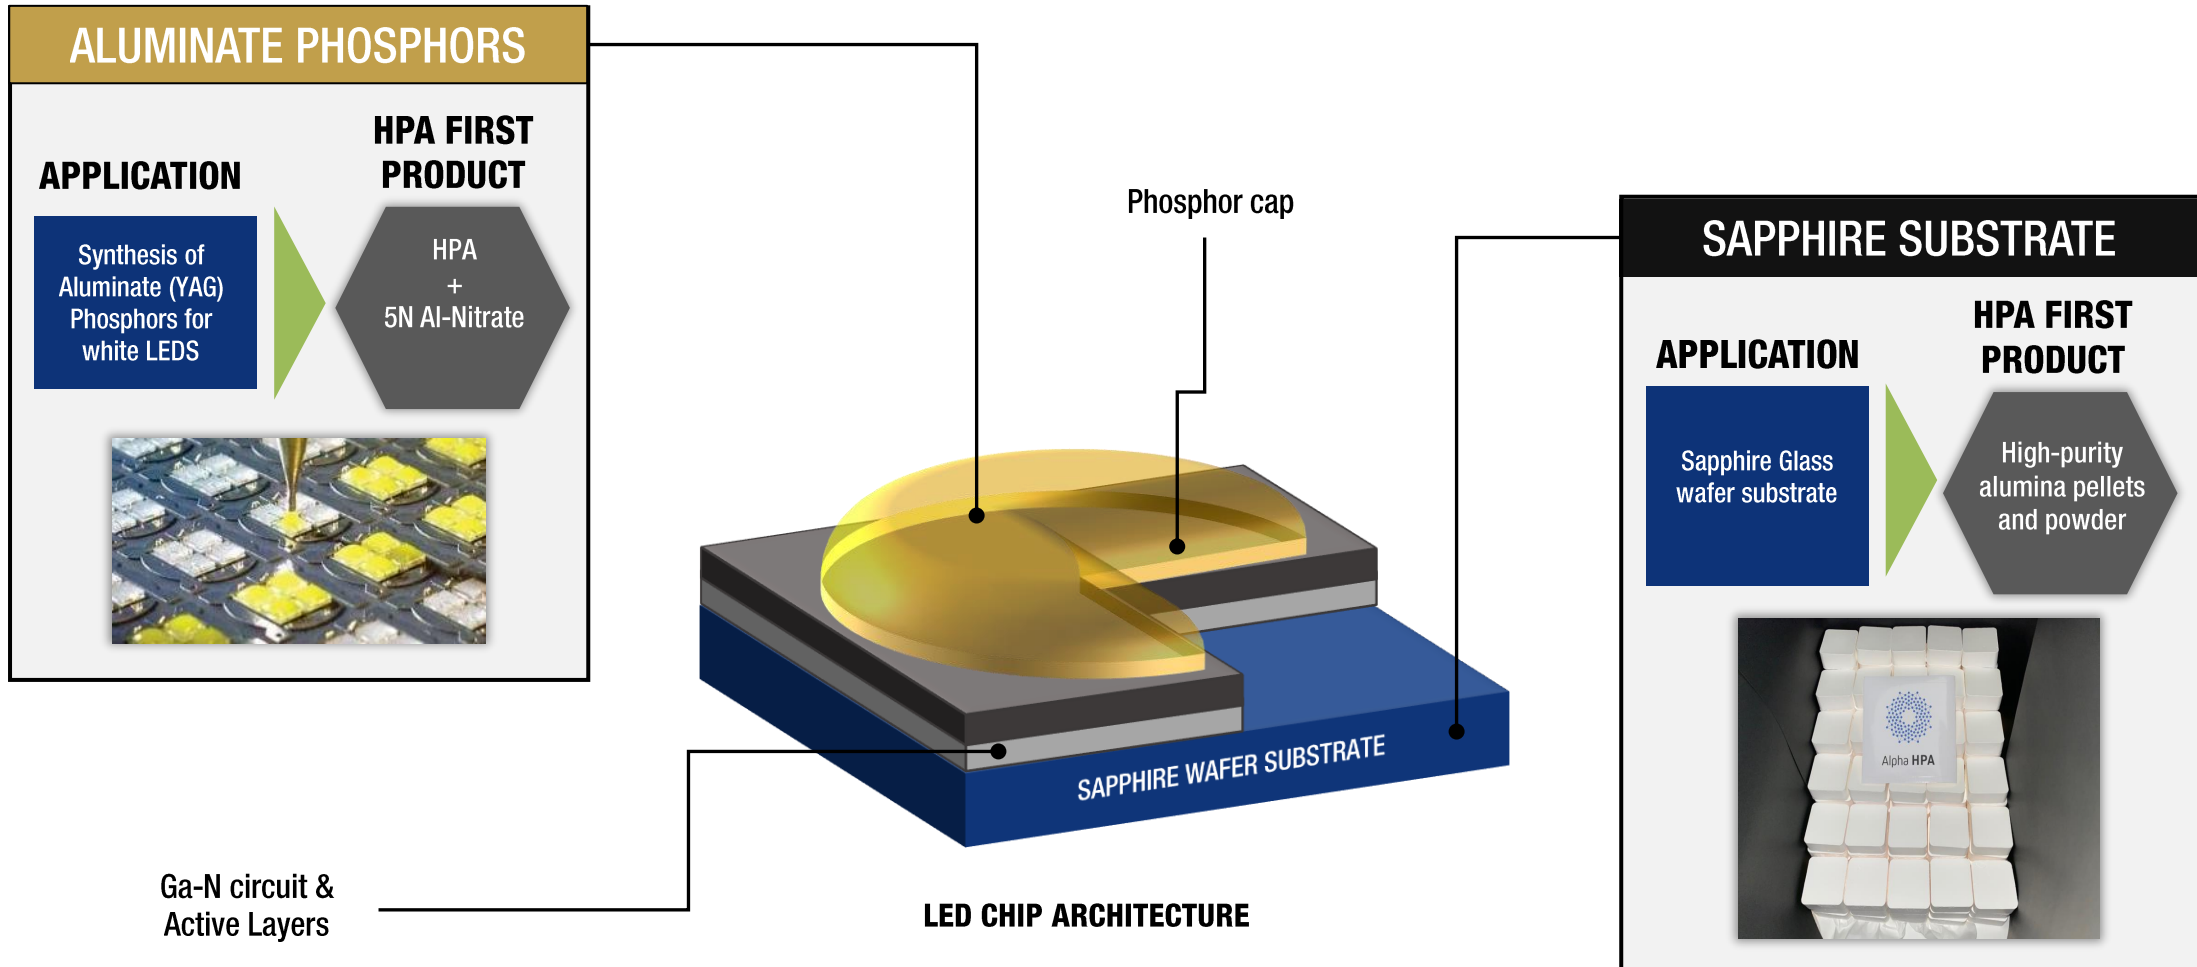 ALUMINATE PHOSPHORS
APPLICATION
HPA FIRST
PRODUCT
Synthesis of
Aluminate (YAG)
Phosphors for
white LEDS
HPA
+
5N Al-Nitrate
Phosphor cap
SAPPHIRE SUBSTRATE
APPLICATION
HPA FIRST
PRODUCT
Sapphire Glass
wafer substrate
High-purity
alumina pellets
and powder
Alpha HPA
SAPPHIRE WAFER SUBSTRATE
Ga-N circuit &
Active Layers
LED CHIP ARCHITECTURE